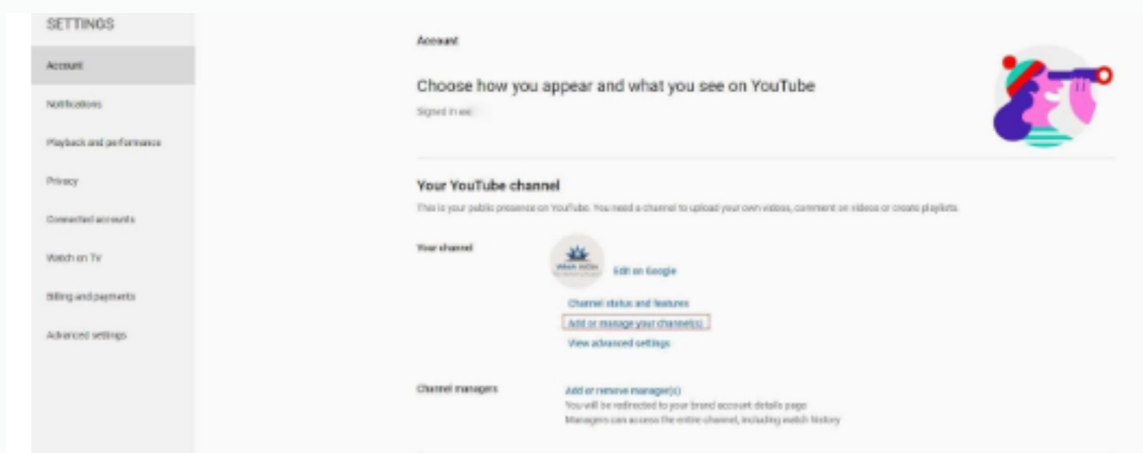 SETTINGS
Account
Notifications
Playback and performance
Privacy
Connected accounts
Watch on TV
Billing and payments
Advanced settings
Account
Choose how you appear and what you see on YouTube
Signed in as
Your YouTube channel
This is your public presence on YouTube. You need a channel to upload your own videos, comment on videos or create playlists.
Your channel
Edit on Google
Channel status and features
Add or manage your channel(s)
View advanced settings
Channel managers
Add or remove manager(s)
You will be redirected to your brand account details page
Managers can access the entire channel, including watch history